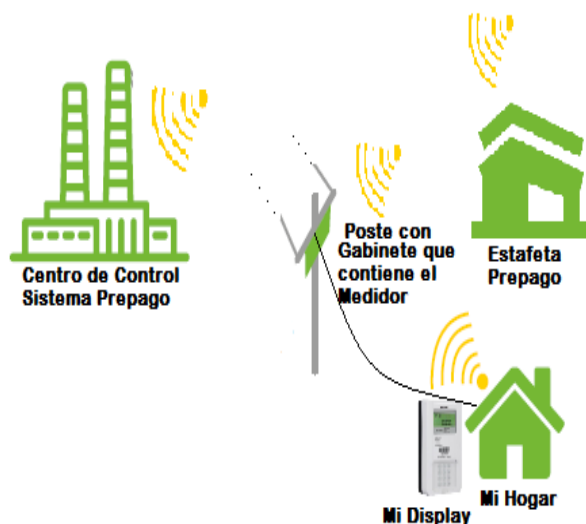 Centro de Control
Sistema Prepago
Poste con
Gabinete que
contiene el
Medidor
Estafeta
Prepago
Mi Display
Mi Hogar